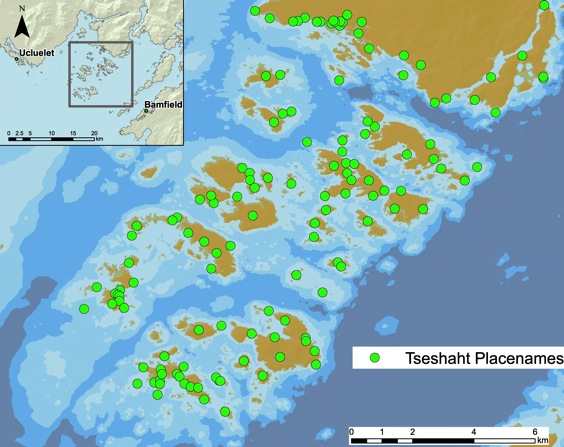 N
Ucluelet
Bamfield
0 2.5 5 10 15 20
km
Tseshaht Placenames
0 1 2 4 6
km